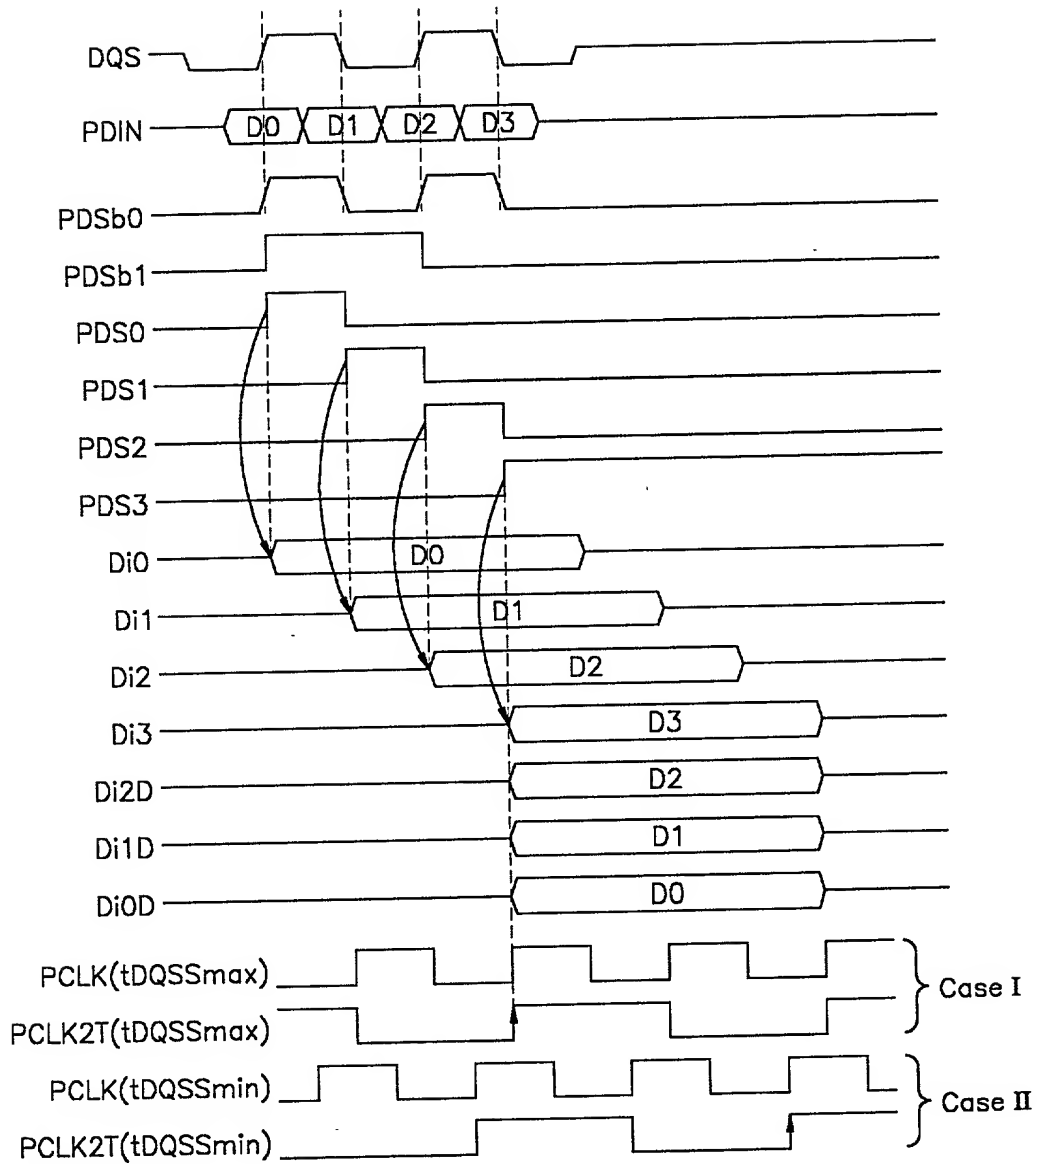 DQS
PDIN D0 D1 D2 D3
PDSb0
PDSb1
PDS0
PDS1
PDS2
PDS3
Di0 D0
Di1 D1
Di2 D2
Di3 D3
Di2D D2
Di1D D1
Di0D D0
PCLK(tDQSSmax)
Case I
PCLK2T(tDQSSmax)
PCLK(tDQSSmin)
Case II
PCLK2T(tDQSSmin)